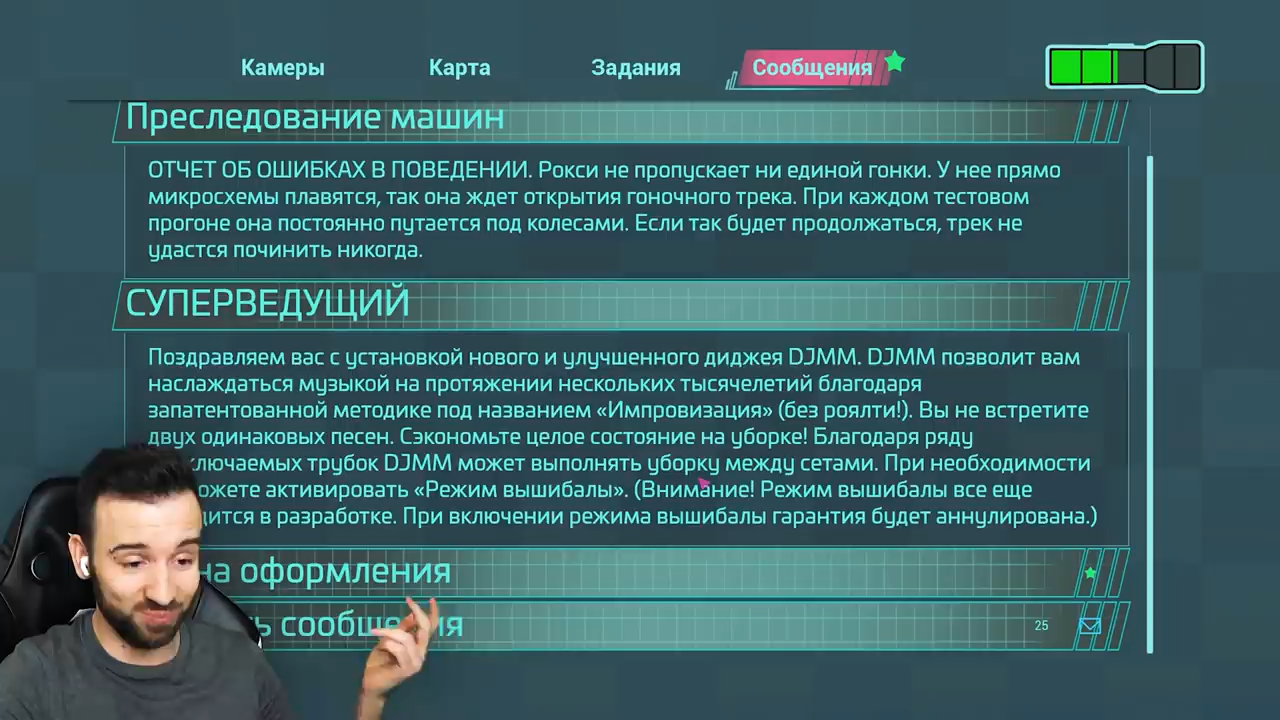 Камеры
Карта
Задания
Сообщения
Преследование машин
ОТЧЕТ ОБ ОШИБКАХ В ПОВЕДЕНИИ. Рокси не пропускает ни единой гонки. У нее прямо
микросхемы плавятся, так она ждет открытия гоночного трека. При каждом тестовом
прогоне она постоянно путается под колесами. Если так будет продолжаться, трек не
удастся починить никогда.
СУПЕРВЕДУЩИЙ
Поздравляем вас с установкой нового и улучшенного диджея DJMM. DJMM позволит вам
наслаждаться музыкой на протяжении нескольких тысячелетий благодаря
запатентованной методике под названием «Импровизация» (без роялти!). Вы не встретите
двух одинаковых песен. Сэкономьте целое состояние на уборке! Благодаря ряду
трубок DJMM может выполнять уборку между сетами. При необходимости
активировать «Режим вышибалы». (Внимание! Режим вышибалы все еще
в разработке. При включении режима вышибалы гарантия будет аннулирована.)
оформления
25